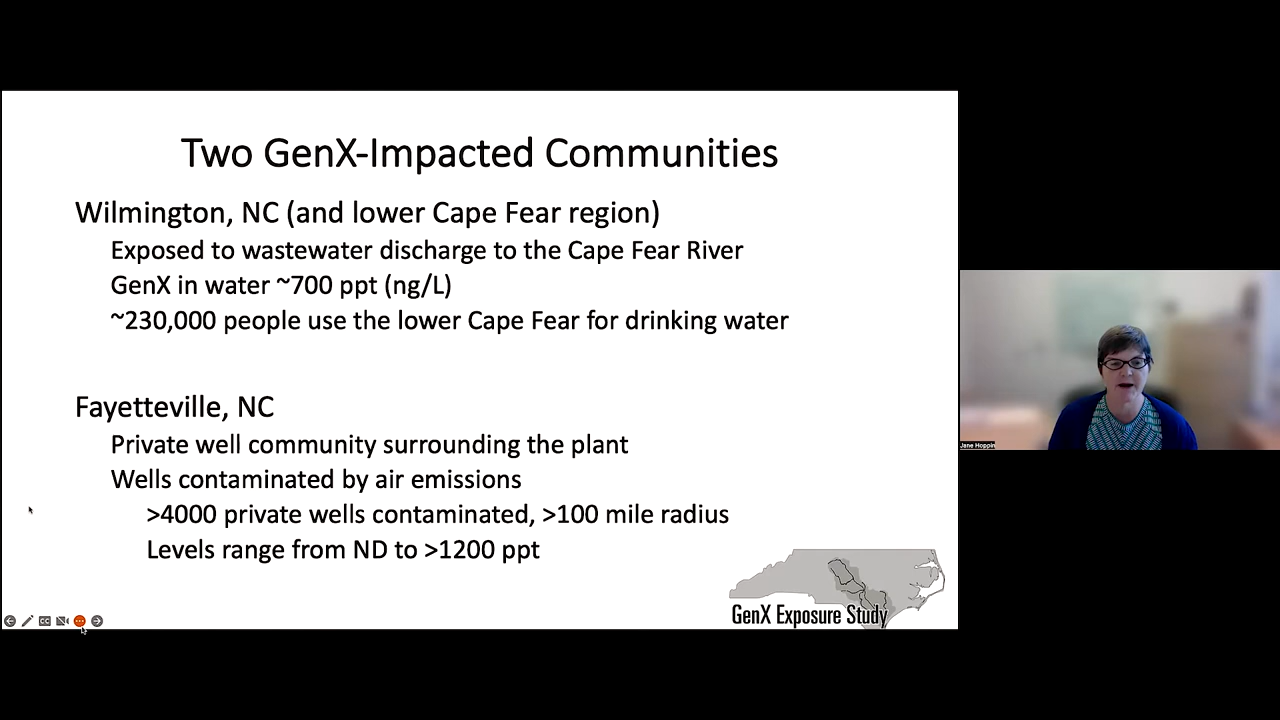 Two GenX-Impacted Communities
Wilmington, NC (and lower Cape Fear region)
Exposed to wastewater discharge to the Cape Fear River
GenX in water ~700 ppt (ng/L)
~230,000 people use the lower Cape Fear for drinking water
Fayetteville, NC
Private well community surrounding the plant
Wells contaminated by air emissions
>4000 private wells contaminated, >100 mile radius
Levels range from ND to >1200 ppt
GenX Exposure Study
CC
Jane Hoppin